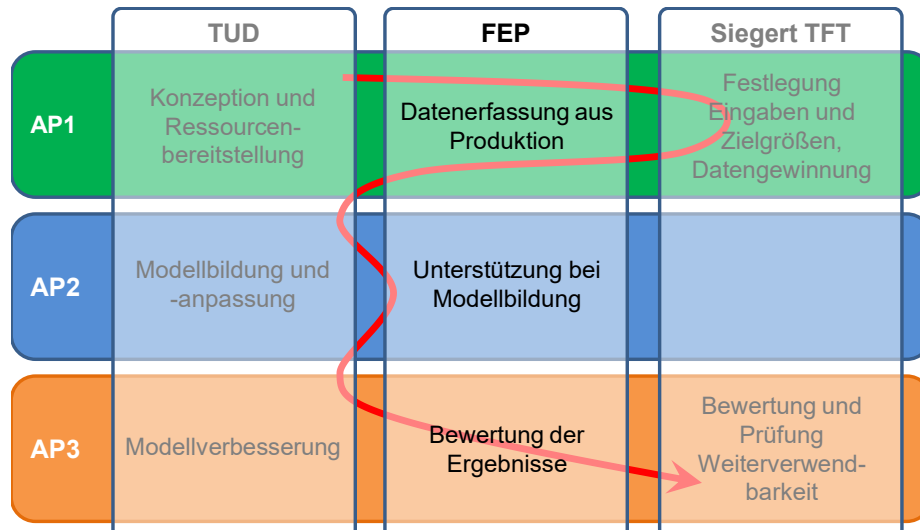 TUD
FEP
Siegert TFT
AP1
Konzeption und
Ressourcen-
bereitstellung
Datenerfassung aus
Produktion
Festlegung
Eingaben und
Zielgrößen,
Datengewinnung
AP2
Modellbildung und
-anpassung
Unterstützung bei
Modellbildung
AP3
Modellverbesserung
Bewertung der
Ergebnisse
Bewertung und
Prüfung
Weiterverwend-
barkeit